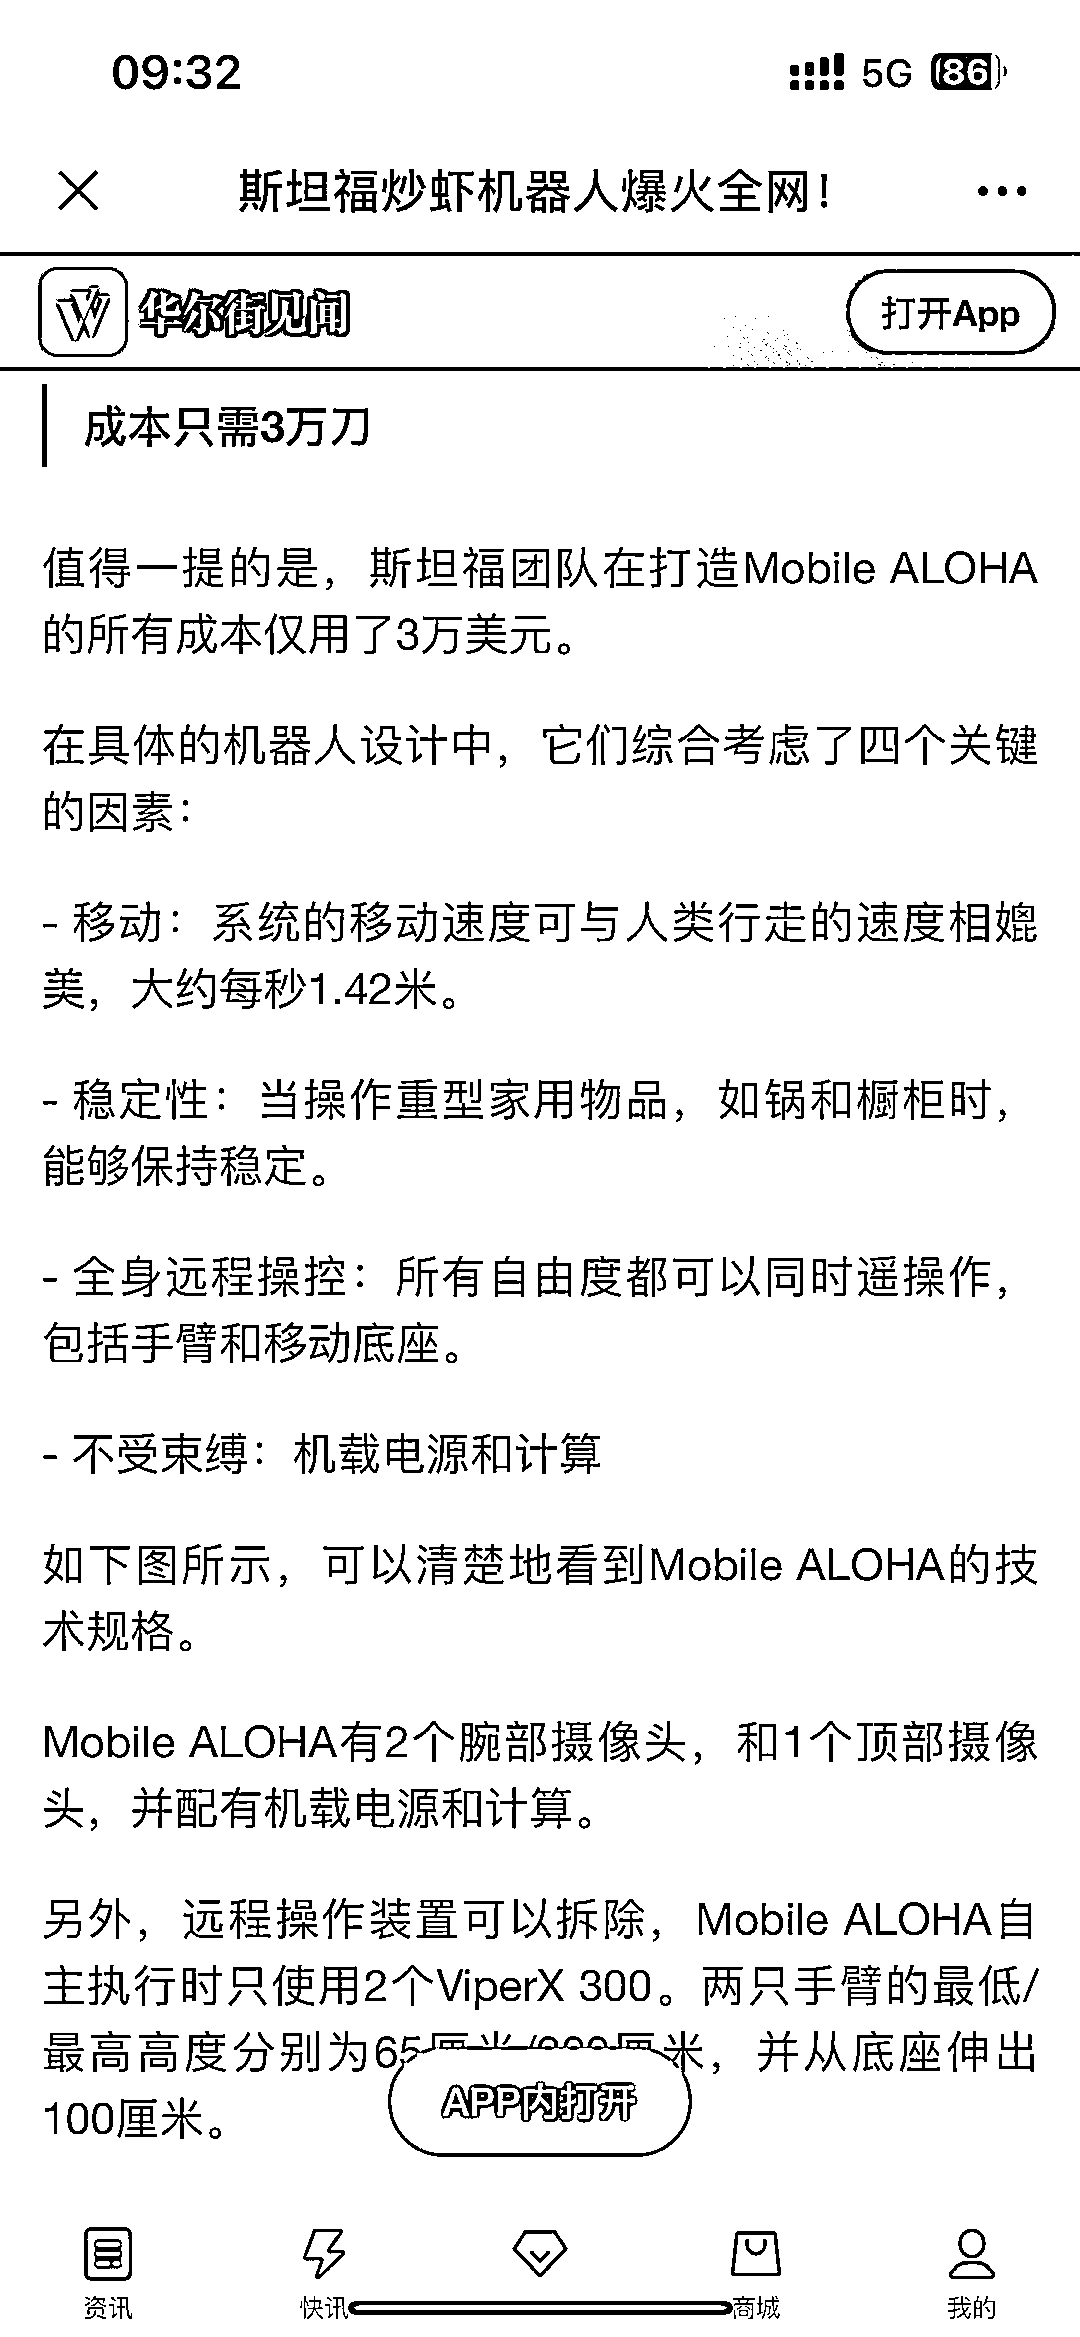 09:32
5G 86
斯坦福炒虾机器人爆火全网！
华尔街见闻
打开App
成本只需3万刀
值得一提的是，斯坦福团队在打造Mobile ALOHA
的所有成本仅用了3万美元。
在具体的机器人设计中，它们综合考虑了四个关键
的因素：
- 移动：系统的移动速度可与人类行走的速度相媲
美，大约每秒1.42米。
- 稳定性：当操作重型家用物品，如锅和橱柜时，
能够保持稳定。
- 全身远程操控：所有自由度都可以同时遥操作，
包括手臂和移动底座。
- 不受束缚：机载电源和计算
如下图所示，可以清楚地看到Mobile ALOHA的技
术规格。
Mobile ALOHA有2个腕部摄像头，和1个顶部摄像
头，并配有机载电源和计算。
另外，远程操作装置可以拆除，Mobile ALOHA自
主执行时只使用2个ViperX 300。两只手臂的最低/
最高高度分别为65厘米/米，并从底座伸出
100厘米。
APP内打开
资讯
快讯
商城
我的